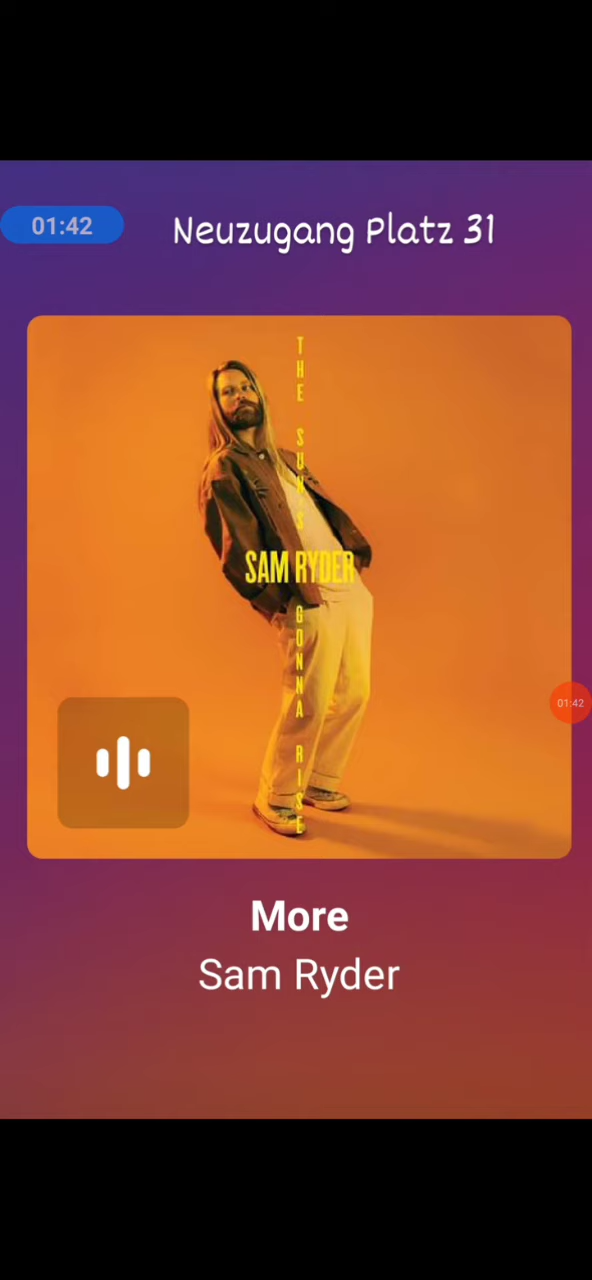 01:42
Neuzugang Platz 31
THE SUN'S
SAM RYDER
GONNA RISE
01:42
More
Sam Ryder